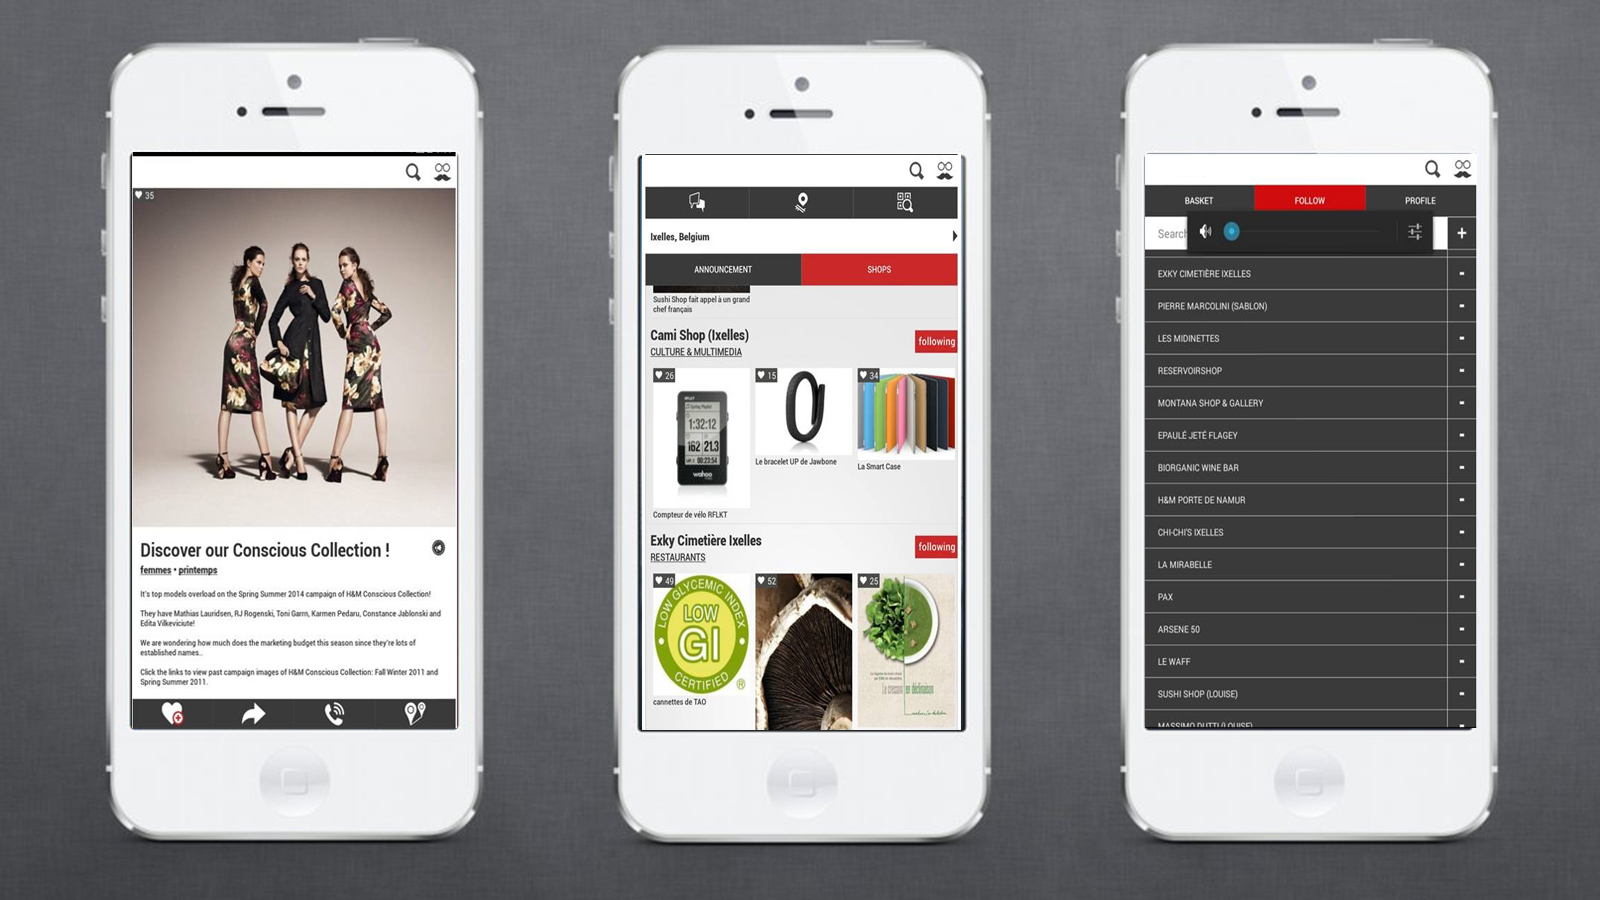 35
Discover our Conscious Collection !
femmes • printemps
It's top models overload on the Spring Summer 2014 campaign of H&M Conscious Collection!
They have Mathias Lauridsen, RJ Rogenski, Toni Garrn, Karmen Pedaru, Constance Jablonski and
Edita Vilkeviciute!
We are wondering how much does the marketing budget this season since they're lots of
established names..
Click the links to view past campaign images of H&M Conscious Collection: Fall Winter 2011 and
Spring Summer 2011.
Ixelles, Belgium
ANNOUNCEMENT SHOPS
Sushi Shop fait appel à un grand
chef français
Cami Shop (Ixelles)
following
CULTURE & MULTIMEDIA
26 15 34
1:32:12
162 21.3
00:23:54
wahoo
Le bracelet UP de Jawbone
La Smart Case
Compteur de vélo RFLKT
Exky Cimetière Ixelles
following
RESTAURANTS
49 52 25
LOW GLYCEMIC INDEX
LOW
GI
CERTIFIED
®
Le cresson en déclinaison
cannettes de TAO
BASKET FOLLOW PROFILE
Search
+
EXKY CIMETIÈRE IXELLES -
PIERRE MARCOLINI (SABLON) -
LES MIDINETTES -
RESERVOIRSHOP -
MONTANA SHOP & GALLERY -
EPAULÉ JETÉ FLAGEY -
BIORGANIC WINE BAR -
H&M PORTE DE NAMUR -
CHI-CHI'S IXELLES -
LA MIRABELLE -
PAX -
ARSENE 50 -
LE WAFF -
SUSHI SHOP (LOUISE) -
MASSIMO DUTTI (LOUISE) -